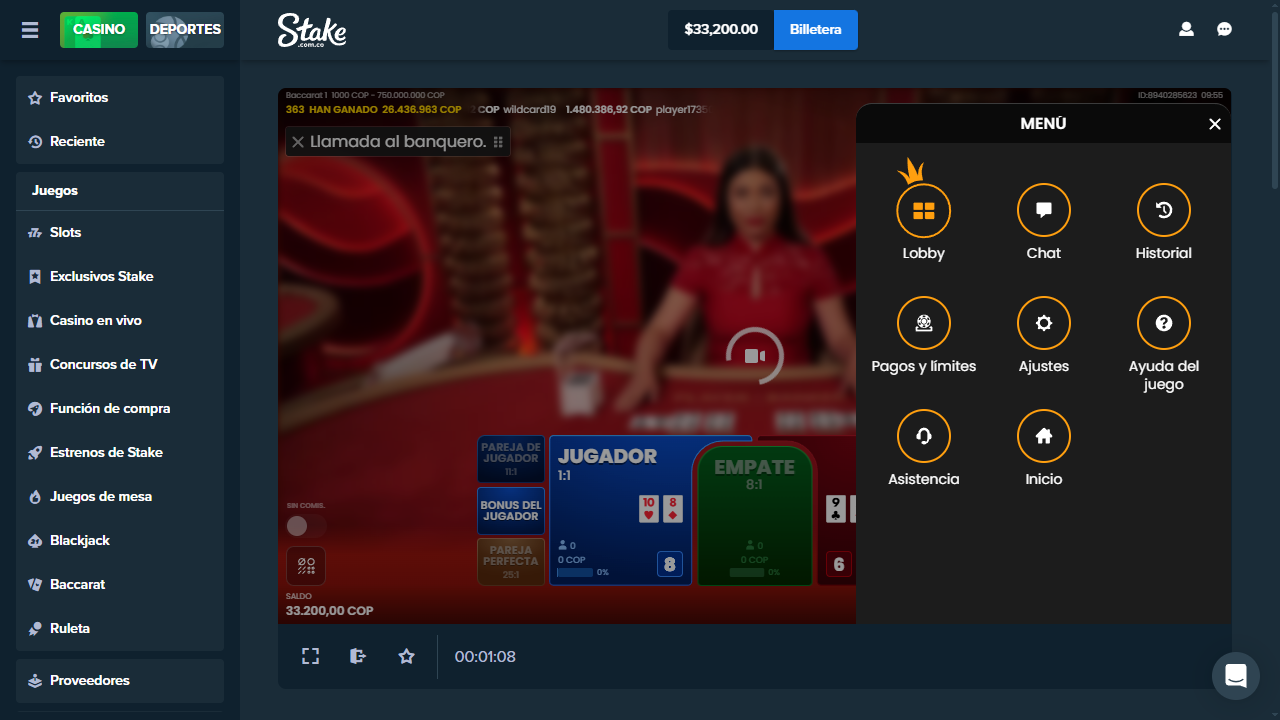 CASINO
DEPORTES
Stake
.com.co
$33,200.00
Billetera
Favoritos
Reciente
Juegos
Slots
Exclusivos Stake
Casino en vivo
Concursos de TV
Función de compra
Estrenos de Stake
Juegos de mesa
Blackjack
Baccarat
Ruleta
Proveedores
Baccarat 1 1000 COP - 750.000.000 COP
ID:8940285623 09:55
363 HAN GANADO 26.436.963 COP
COP wildcard19 1.480.386,92 COP player173
Llamada al banquero.
MENÚ
Lobby
Chat
Historial
Pagos y límites
Ajustes
Ayuda del
juego
Asistencia
Inicio
PAREJA DE
JUGADOR
11:1
BONUS DEL
JUGADOR
PAREJA
PERFECTA
25:1
JUGADOR
1:1
10
8
0
0 COP
0%
8
EMPATE
8:1
0
0 COP
0%
9
6
SIN COMIS.
SALDO
33.200,00 COP
00:01:08